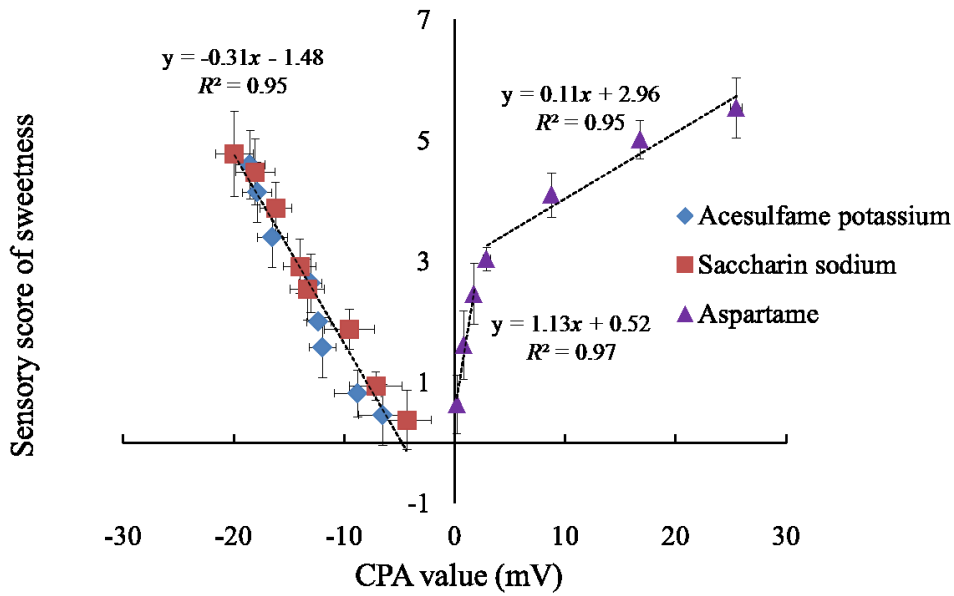 7
y = -0.31x - 1.48
R² = 0.95
y = 0.11x + 2.96
R² = 0.95
5
Sensory score of sweetness
Acesulfame potassium
3
Saccharin sodium
Aspartame
y = 1.13x + 0.52
R² = 0.97
1
-1
-30 -20 -10 0 10 20 30
CPA value (mV)